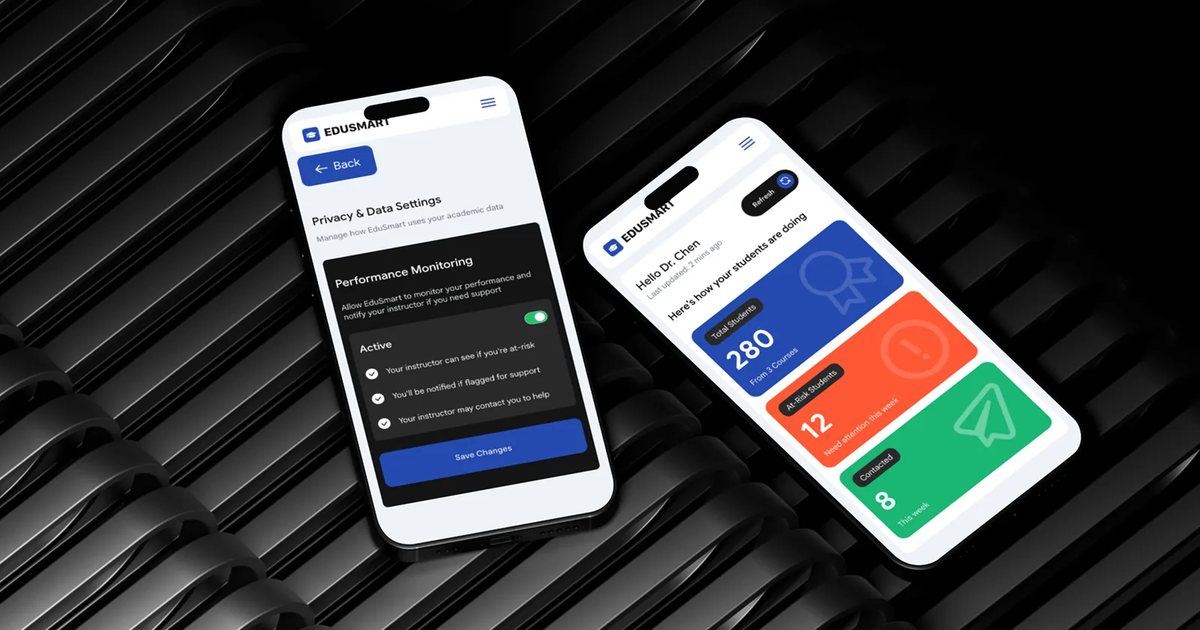 EDUSMART
← Back
Privacy & Data Settings
Manage how EduSmart uses your academic data
Performance Monitoring
Allow EduSmart to monitor your performance and
notify your instructor if you need support
Active
Your instructor can see if you're at-risk
You'll be notified if flagged for support
Your instructor may contact you to help
Save Changes
EDUSMART
Refresh
Hello Dr. Chen
Last updated: 2 mins ago
Here's how your students are doing
Total Students
280
From 3 Courses
At-Risk Students
12
Need attention this week
Contacted
8
This week